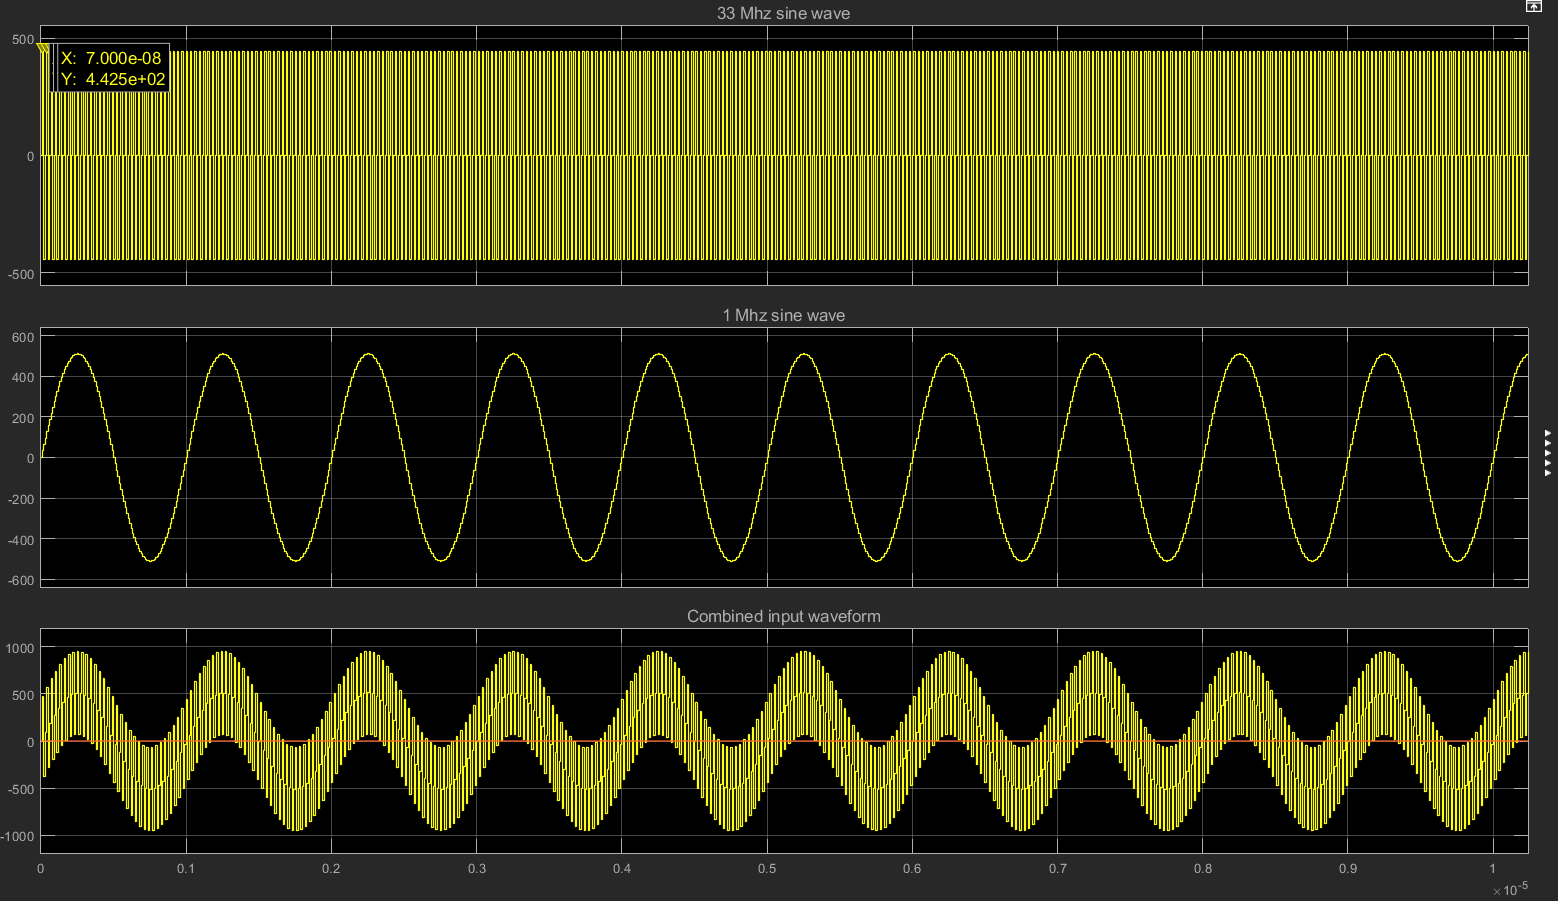 33 Mhz sine wave
500
X: 7.000e-08
Y: 4.425e+02
0
-500
1 Mhz sine wave
600
400
200
0
-200
-400
-600
Combined input waveform
1000
500
0
-500
-1000
0 0.1 0.2 0.3 0.4 0.5 0.6 0.7 0.8 0.9 1
×10-5